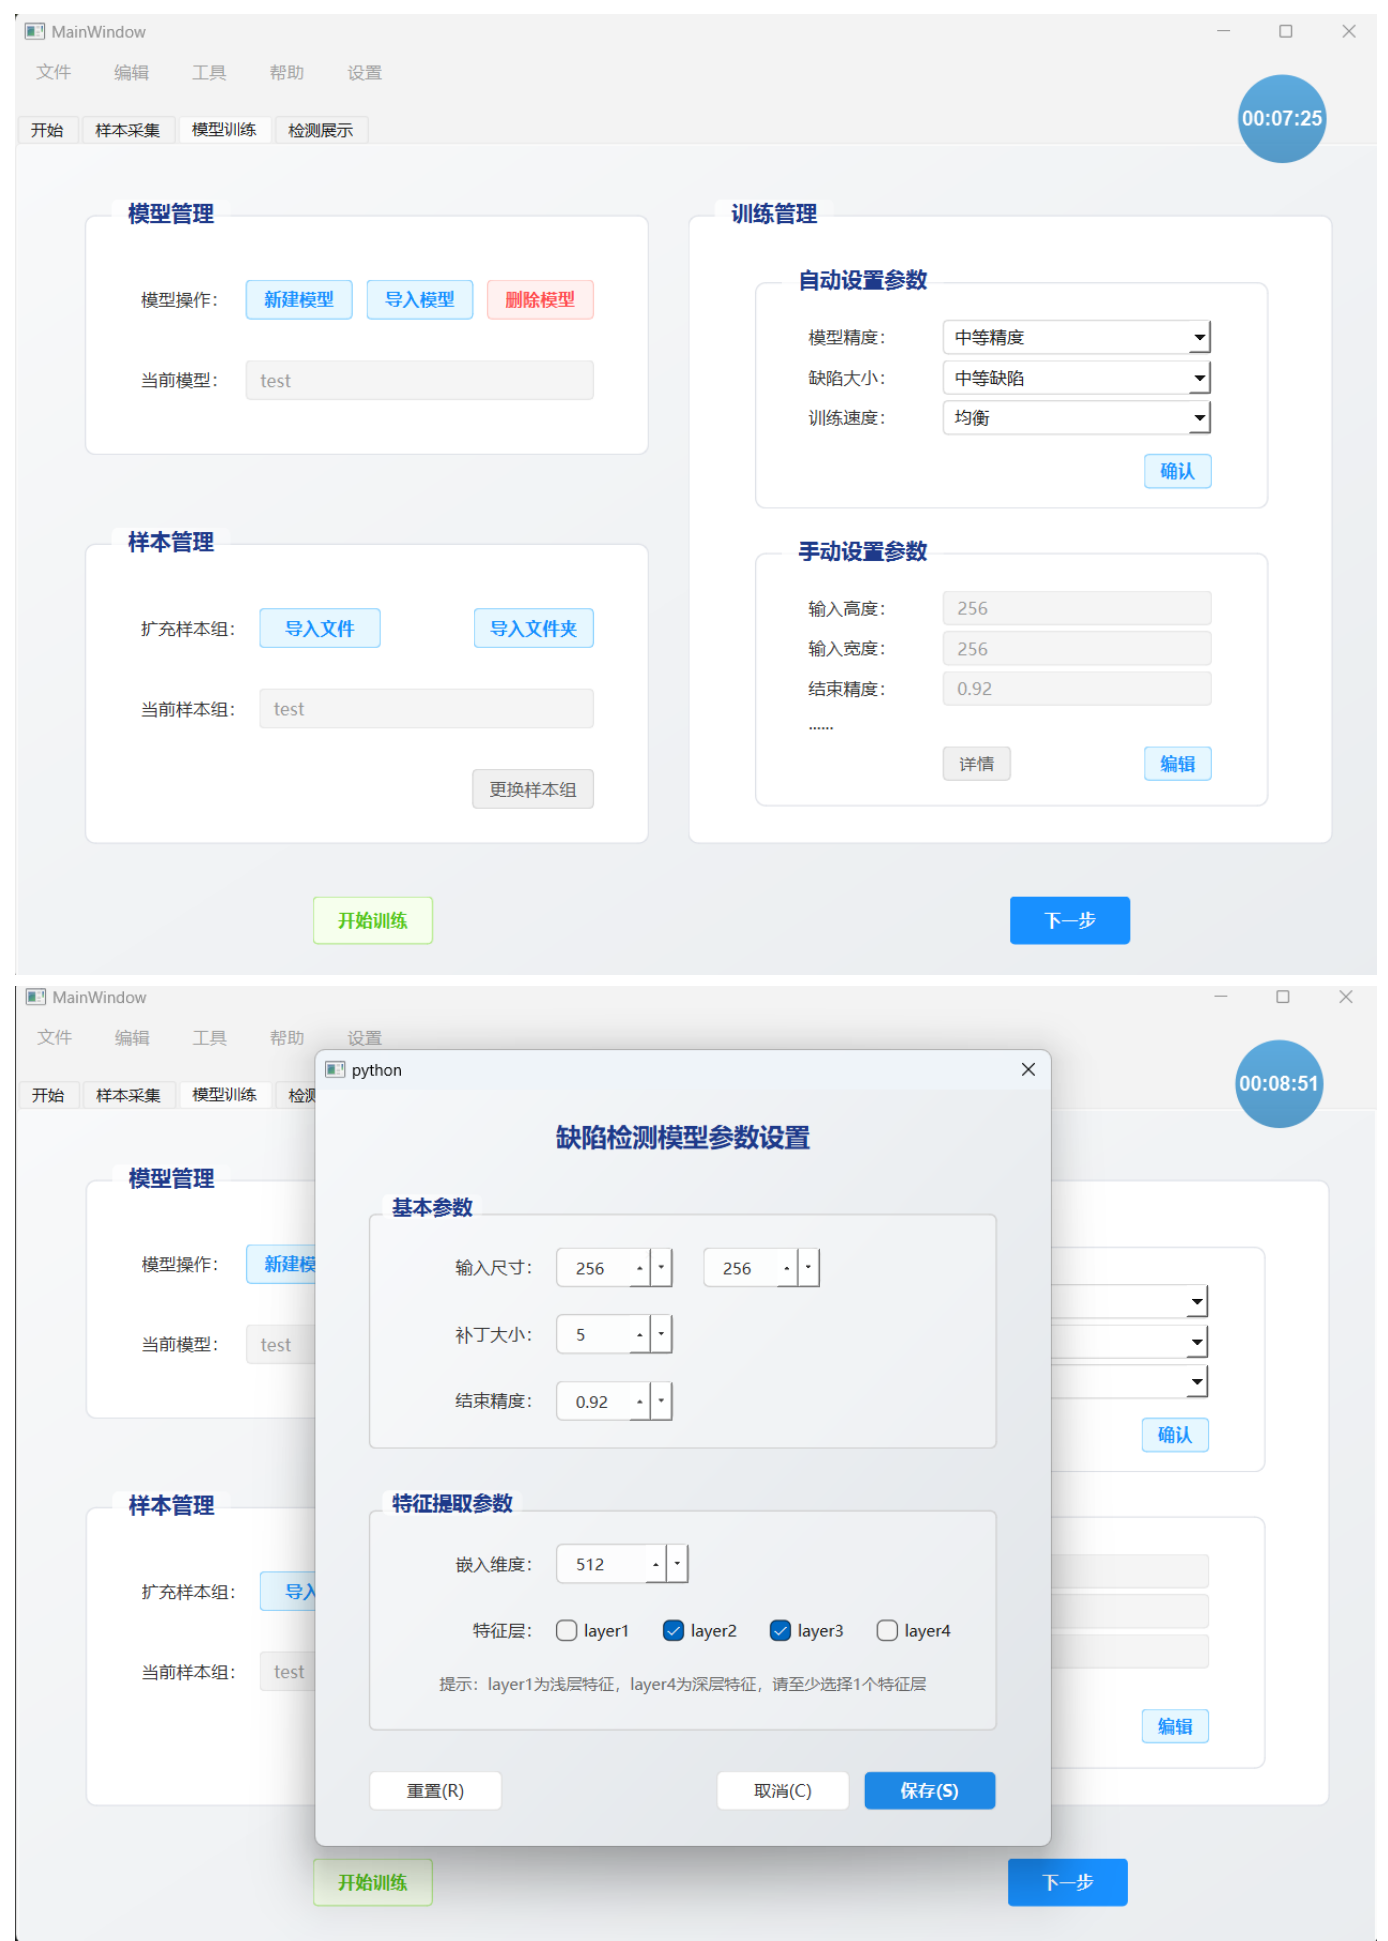 MainWindow
文件 编辑 工具 帮助 设置
00:07:25
开始 样本采集 模型训练 检测展示
模型管理
模型操作： 新建模型 导入模型 删除模型
当前模型： test
样本管理
扩充样本组： 导入文件 导入文件夹
当前样本组： test
更换样本组
训练管理
自动设置参数
模型精度： 中等精度
缺陷大小： 中等缺陷
训练速度： 均衡
确认
手动设置参数
输入高度： 256
输入宽度： 256
结束精度： 0.92
......
详情 编辑
开始训练 下一步
MainWindow
文件 编辑 工具 帮助 设置
00:08:51
开始 样本采集 模型训练
模型管理
模型操作：
当前模型： test
样本管理
扩充样本组：
当前样本组： test
python
缺陷检测模型参数设置
基本参数
输入尺寸： 256 256
补丁大小： 5
结束精度： 0.92
特征提取参数
嵌入维度： 512
特征层： layer1 layer2 layer3 layer4
提示：layer1为浅层特征，layer4为深层特征，请至少选择1个特征层
重置(R) 取消(C) 保存(S)
确认
编辑
开始训练 下一步